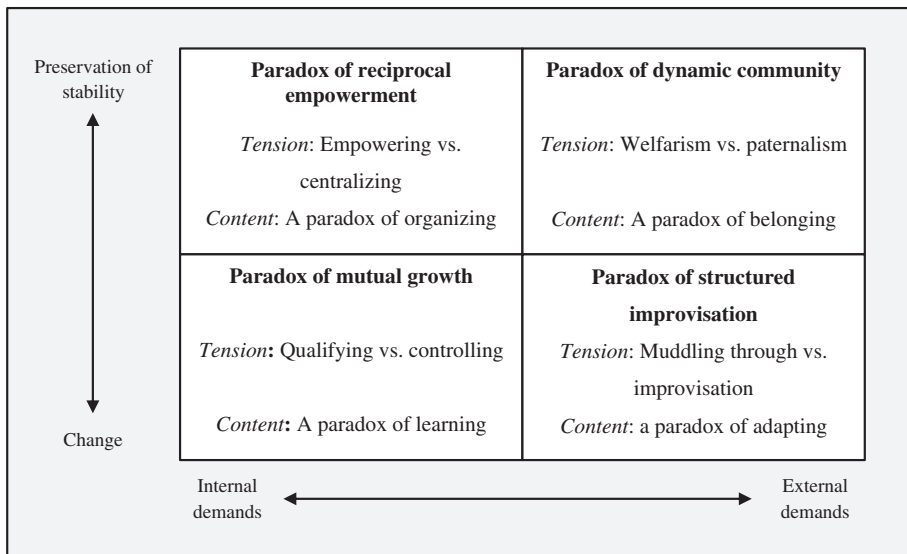 Preservation of
stability
Change
Paradox of reciprocal
empowerment
Tension: Empowering vs.
centralizing
Content: A paradox of organizing
Paradox of dynamic community
Tension: Welfarism vs. paternalism
Content: A paradox of belonging
Paradox of mutual growth
Tension: Qualifying vs. controlling
Content: A paradox of learning
Paradox of structured
improvisation
Tension: Muddling through vs.
improvisation
Content: a paradox of adapting
Internal
demands
External
demands